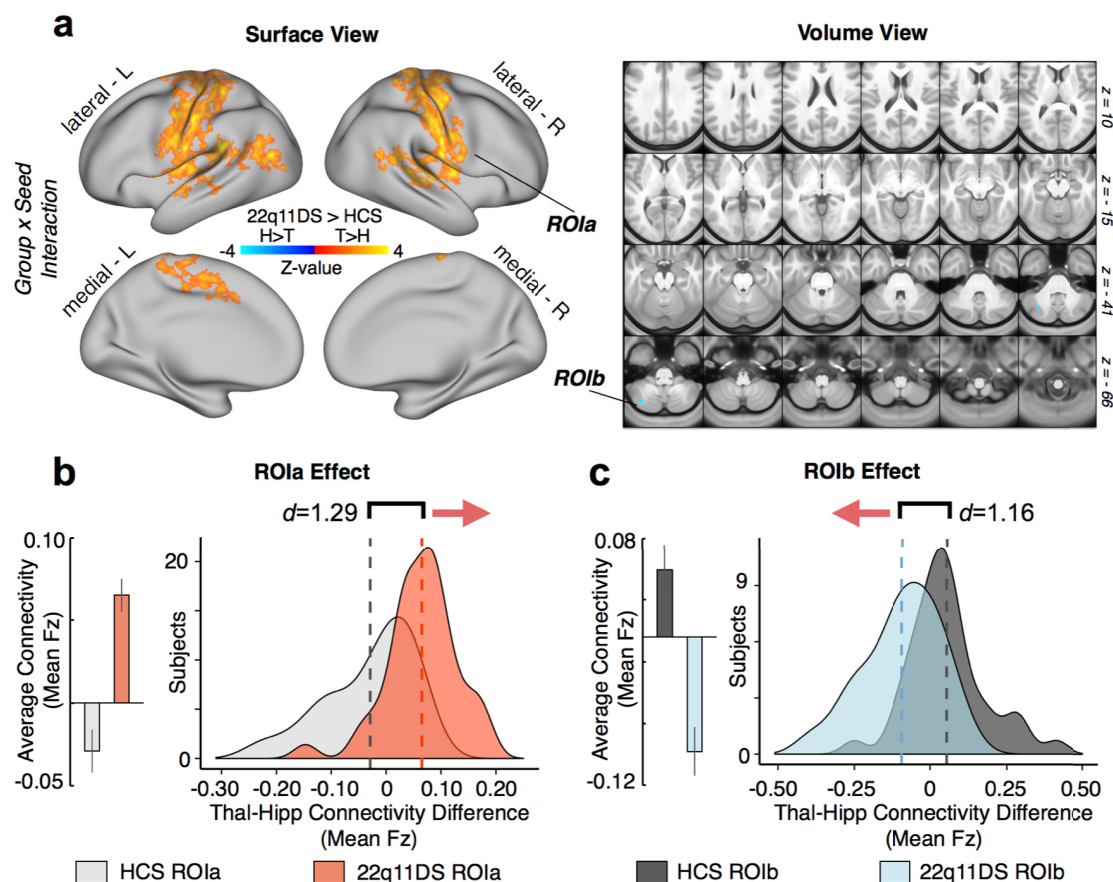 a
Surface View
Volume View
lateral - L
lateral - R
Group x Seed
Interaction
22q11DS > HCS
H>T T>H
-4 4
Z-value
medial - L
medial - R
ROIa
ROIb
z = 10
z = - 15
z = - 41
z = - 66
b
ROIa Effect
d=1.29
0.10
-0.05
Average Connectivity
(Mean Fz)
20
0
Subjects
-0.30 -0.20 -0.10 0 0.10 0.20
Thal-Hipp Connectivity Difference
(Mean Fz)
HCS ROIa
22q11DS ROIa
c
ROIb Effect
d=1.16
0.08
-0.12
Average Connectivity
(Mean Fz)
9
0
Subjects
-0.50 -0.25 0 0.25 0.50
Thal-Hipp Connectivity Difference
(Mean Fz)
HCS ROIb
22q11DS ROIb